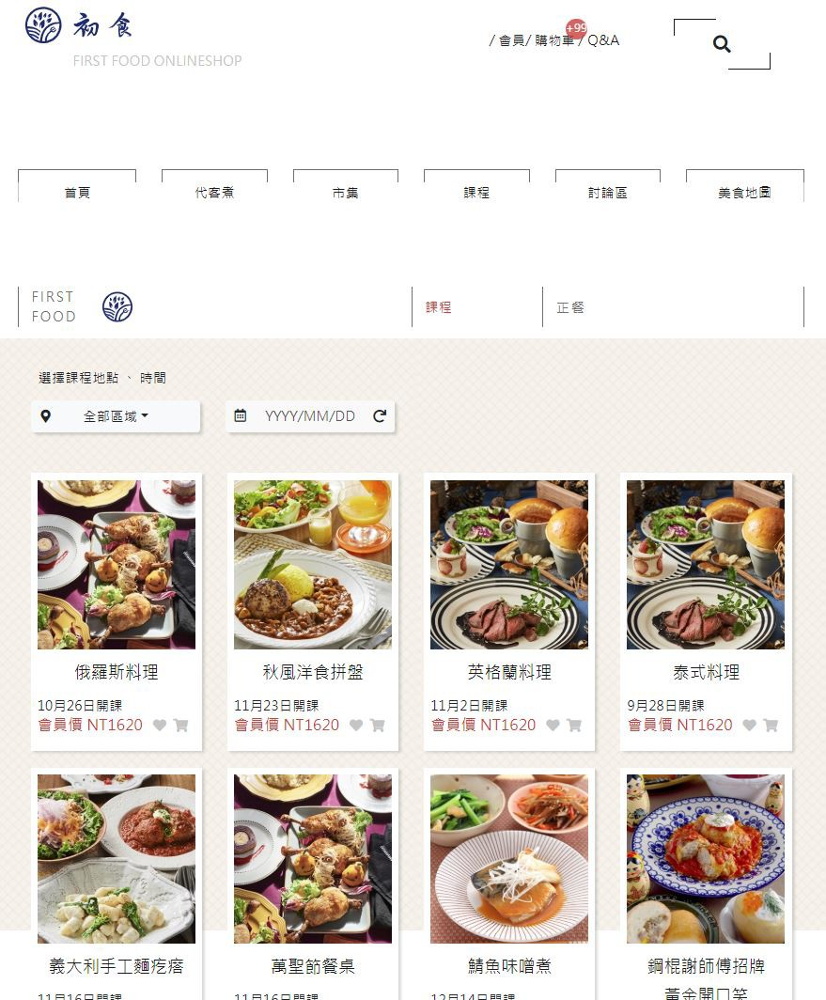 初食
FIRST FOOD ONLINESHOP
/ 會員/ 購物車 / Q&A
+99
首頁
代客煮
市集
課程
討論區
美食地圖
FIRST
FOOD
課程
正餐
選擇課程地點 、 時間
全部區域
YYYY/MM/DD
俄羅斯料理
10月26日開課
會員價 NT1620
秋風洋食拼盤
11月23日開課
會員價 NT1620
英格蘭料理
11月2日開課
會員價 NT1620
泰式料理
9月28日開課
會員價 NT1620
義大利手工麵疙瘩
11月16日開課
萬聖節餐桌
11月16日開課
鯖魚味噌煮
12月14日開課
鋼棍謝師傅招牌
黃金開口笑